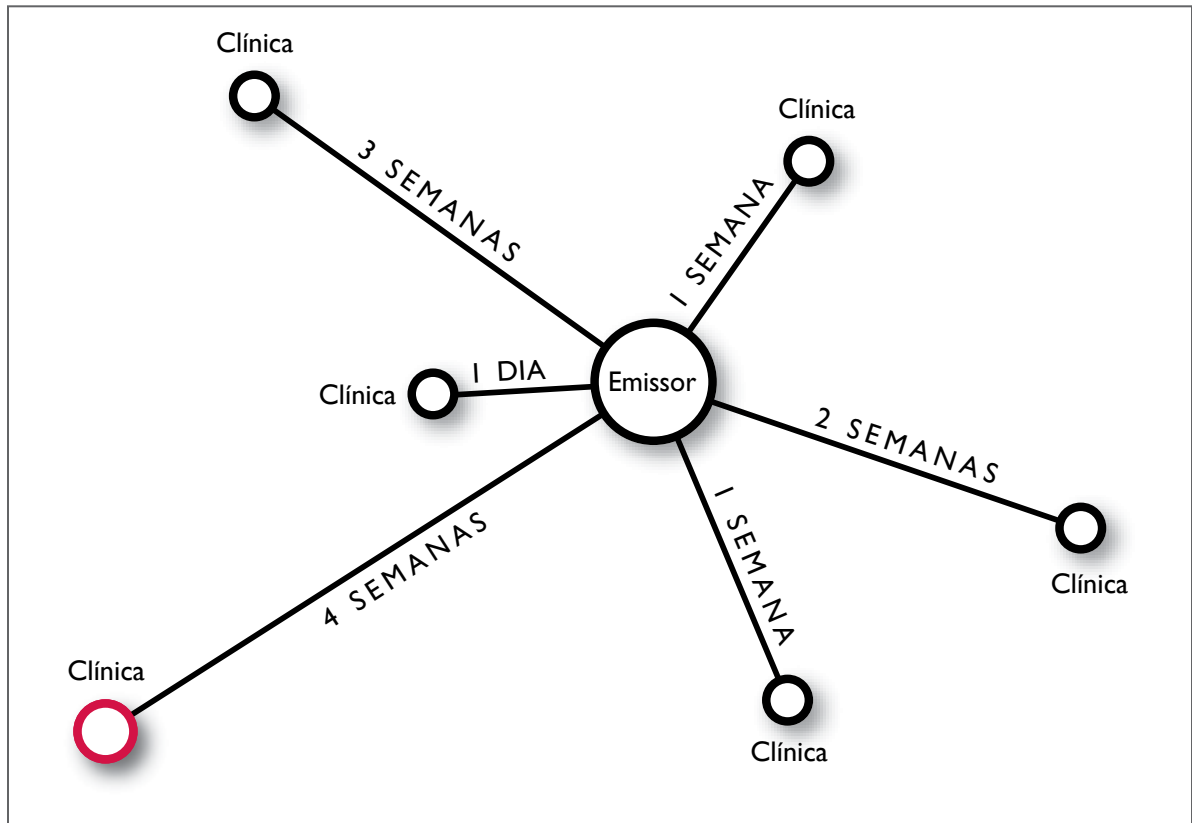 Clínica
Clínica
3 SEMANAS
1 SEMANA
Clínica
1 DIA
Emissor
2 SEMANAS
4 SEMANAS
1 SEMANA
Clínica
Clínica
Clínica